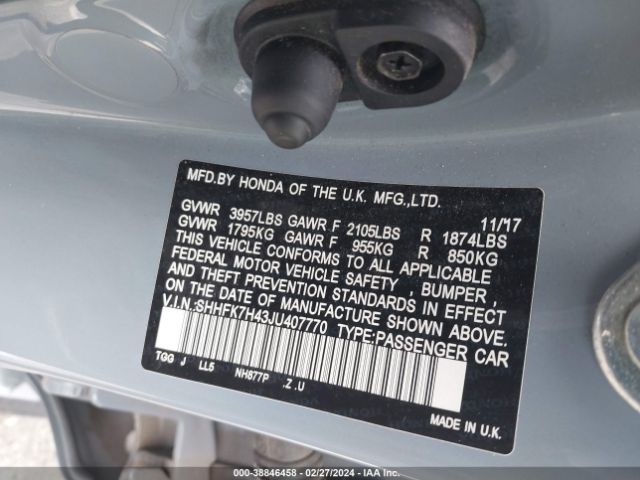 MFD.BY HONDA OF THE U.K. MFG.,LTD.
11/17
GVWR 3957LBS GAWR F 2105LBS R 1874LBS
GVWR 1795KG GAWR F 955KG R 850KG
THIS VEHICLE CONFORMS TO ALL APPLICABLE
FEDERAL MOTOR VEHICLE SAFETY , BUMPER ,
AND THEFT PREVENTION STANDARDS IN EFFECT
ON THE DATE OF MANUFACTURE SHOWN ABOVE.
V.I.N.:SHHFK7H43JU407770 TYPE:PASSENGER CAR
TGG J LL5 NH877P .Z.U
MADE IN U.K.
000-38846458 - 02/27/2024 - IAA Inc.